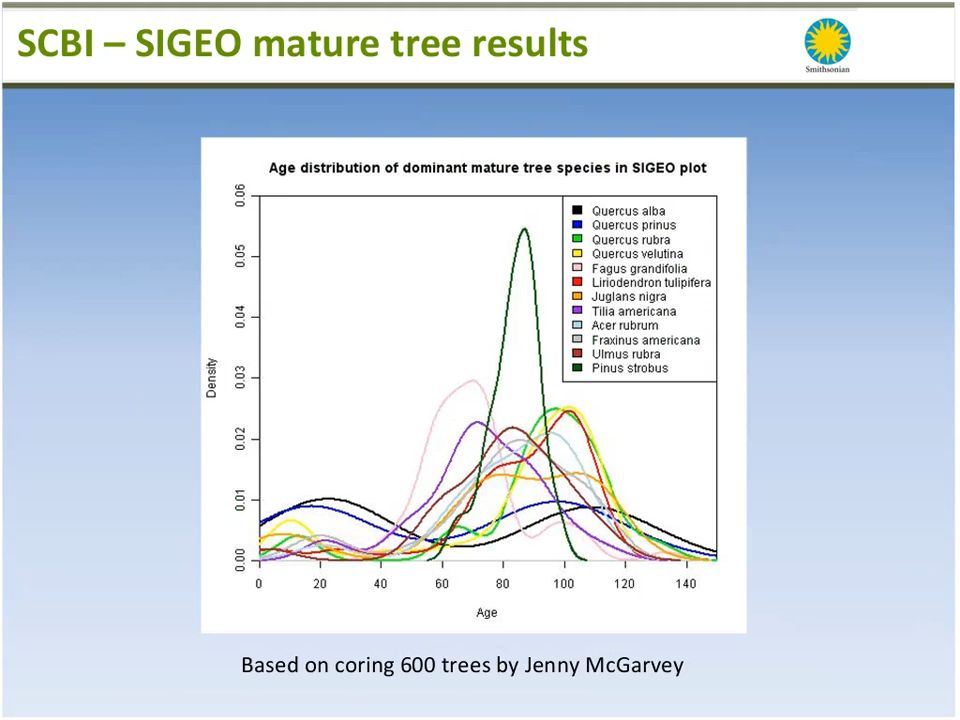 SCBI – SIGEO mature tree results
Smithsonian
Age distribution of dominant mature tree species in SIGEO plot
Quercus alba
Quercus prinus
Quercus rubra
Quercus velutina
Fagus grandifolia
Liriodendron tulipifera
Juglans nigra
Tilia americana
Acer rubrum
Fraxinus americana
Ulmus rubra
Pinus strobus
Density
0.06
0.05
0.04
0.03
0.02
0.01
0.00
0 20 40 60 80 100 120 140
Age
Based on coring 600 trees by Jenny McGarvey